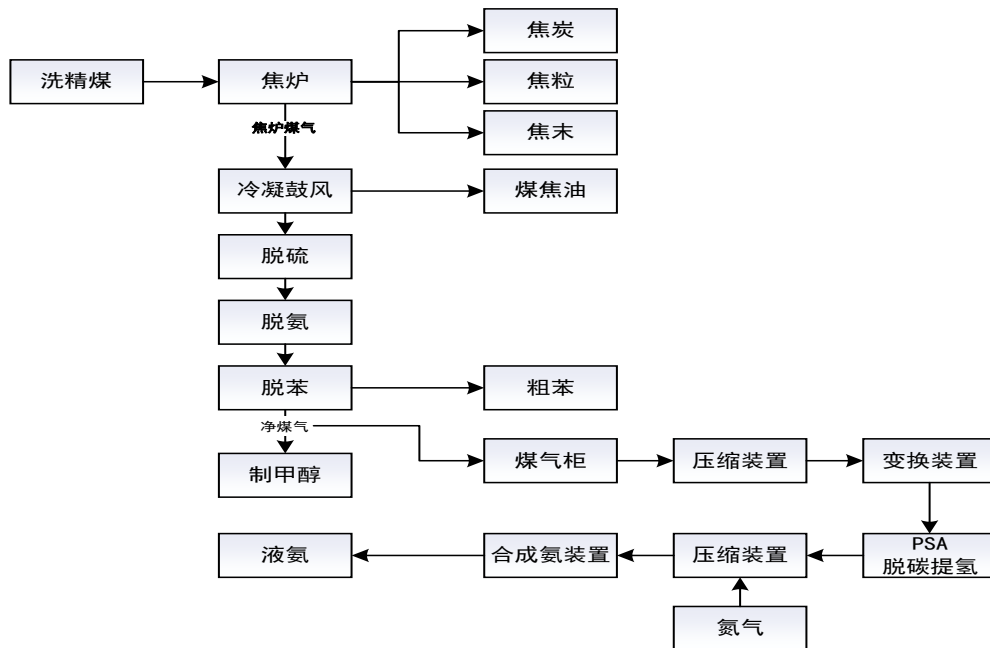 焦炭
洗精煤
焦炉
焦粒
焦炉煤气
焦末
冷凝鼓风
煤焦油
脱硫
脱氨
脱苯
粗苯
净煤气
制甲醇
煤气柜
压缩装置
变换装置
液氨
合成氨装置
压缩装置
PSA
脱碳提氢
氮气